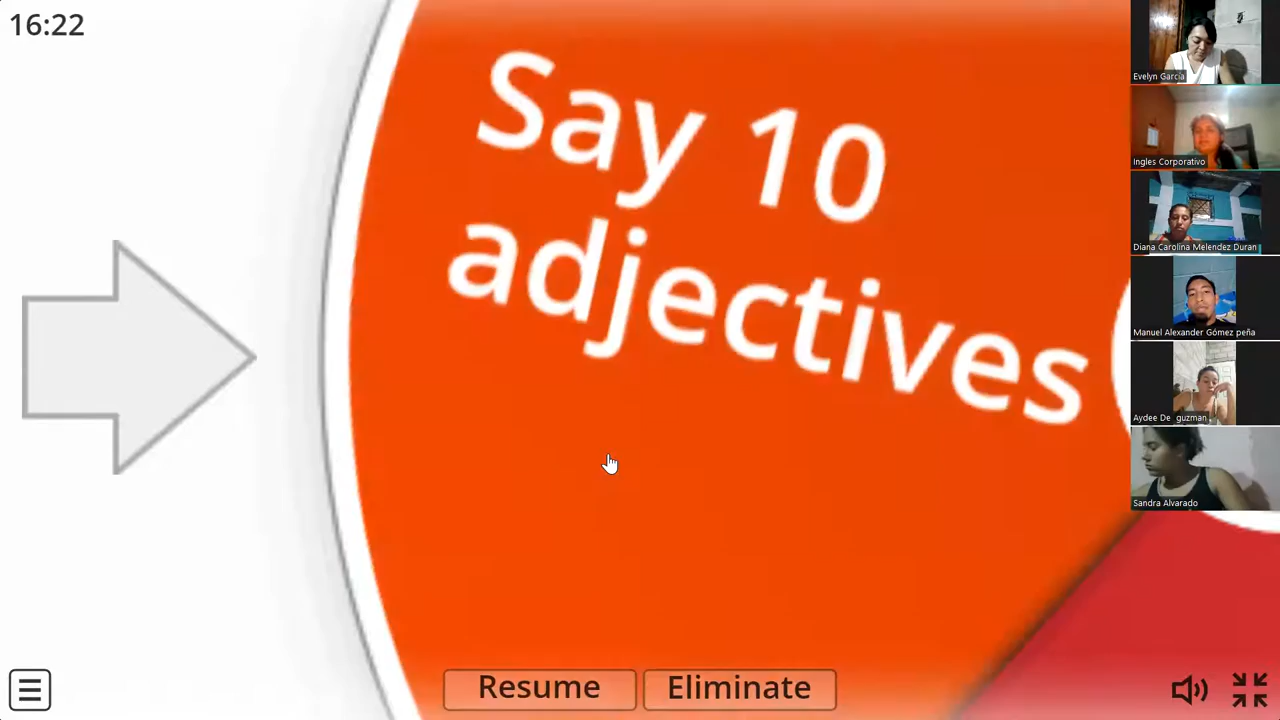 16:22
Say 10
adjectives
Resume
Eliminate
Evelyn García
Ingles Corporativo
Diana Carolina Melendez Duran
Manuel Alexander Gómez peña
Aydee De guzman
Sandra Alvarado